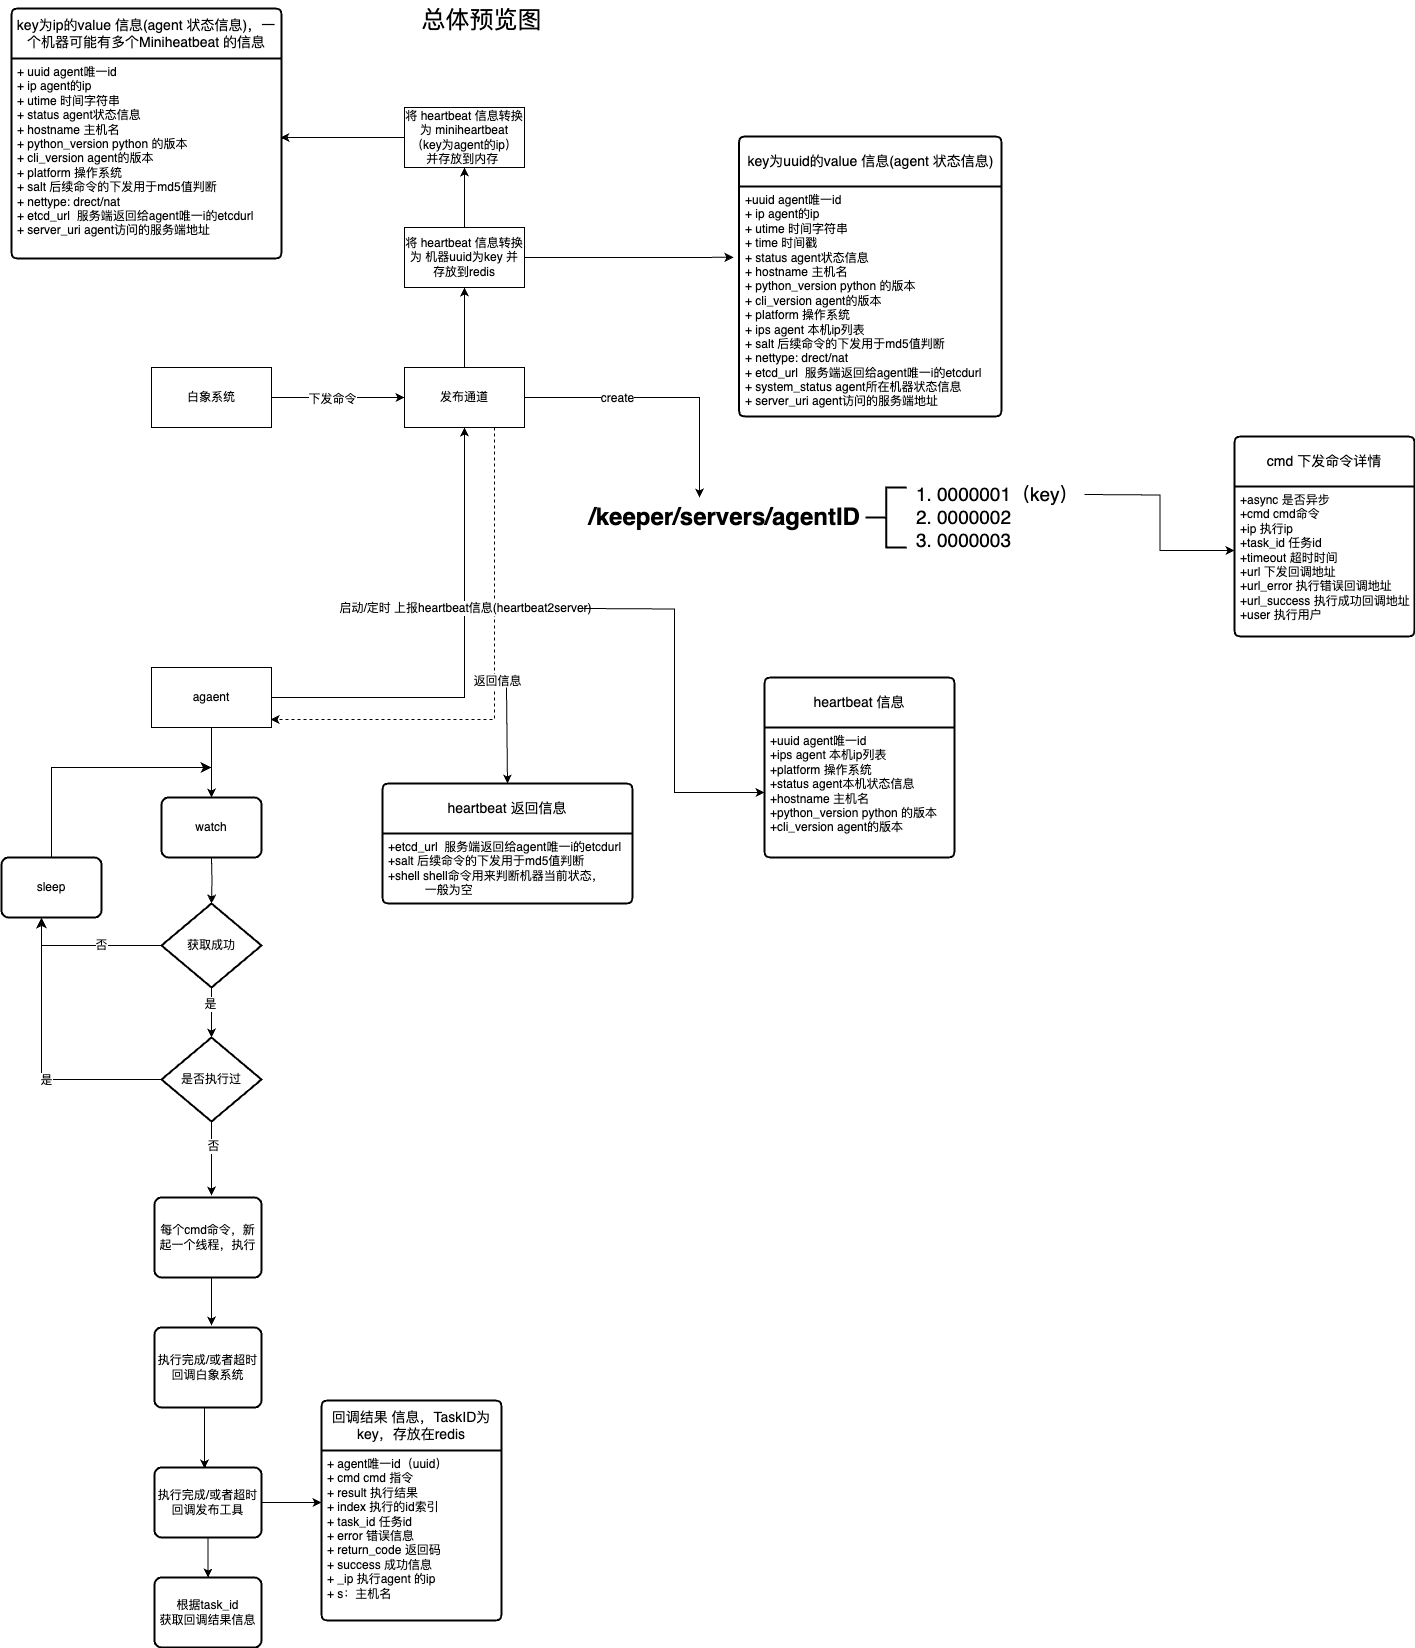 总体预览图
key为ip的value 信息(agent 状态信息)，一
个机器可能有多个Miniheatbeat 的信息
+ uuid agent唯一id
+ ip agent的ip
+ utime 时间字符串
+ status agent状态信息
+ hostname 主机名
+ python_version python 的版本
+ cli_version agent的版本
+ platform 操作系统
+ salt 后续命令的下发用于md5值判断
+ nettype: drect/nat
+ etcd_url 服务端返回给agent唯一i的etcdurl
+ server_uri agent访问的服务端地址
将 heartbeat 信息转换
为 miniheartbeat
（key为agent的ip)
并存放到内存
将 heartbeat 信息转换
为 机器uuid为key 并
存放到redis
key为uuid的value 信息(agent 状态信息)
+uuid agent唯一id
+ ip agent的ip
+ utime 时间字符串
+ time 时间戳
+ status agent状态信息
+ hostname 主机名
+ python_version python 的版本
+ cli_version agent的版本
+ platform 操作系统
+ ips agent 本机ip列表
+ salt 后续命令的下发用于md5值判断
+ nettype: drect/nat
+ etcd_url 服务端返回给agent唯一i的etcdurl
+ system_status agent所在机器状态信息
+ server_uri agent访问的服务端地址
白象系统
下发命令
发布通道
create
/keeper/servers/agentID
1. 0000001（key）
2. 0000002
3. 0000003
cmd 下发命令详情
+async 是否异步
+cmd cmd命令
+ip 执行ip
+task_id 任务id
+timeout 超时时间
+url 下发回调地址
+url_error 执行错误回调地址
+url_success 执行成功回调地址
+user 执行用户
启动/定时 上报heartbeat信息(heartbeat2server)
agaent
返回信息
heartbeat 信息
+uuid agent唯一id
+ips agent 本机ip列表
+platform 操作系统
+status agent本机状态信息
+hostname 主机名
+python_version python 的版本
+cli_version agent的版本
heartbeat 返回信息
+etcd_url 服务端返回给agent唯一i的etcdurl
+salt 后续命令的下发用于md5值判断
+shell shell命令用来判断机器当前状态，
一般为空
watch
sleep
获取成功
否
是
是否执行过
是
否
每个cmd命令，新
起一个线程，执行
执行完成/或者超时
回调白象系统
执行完成/或者超时
回调发布工具
根据task_id
获取回调结果信息
回调结果 信息，TaskID为
key，存放在redis
+ agent唯一id（uuid）
+ cmd cmd 指令
+ result 执行结果
+ index 执行的id索引
+ task_id 任务id
+ error 错误信息
+ return_code 返回码
+ success 成功信息
+ _ip 执行agent 的ip
+ s：主机名